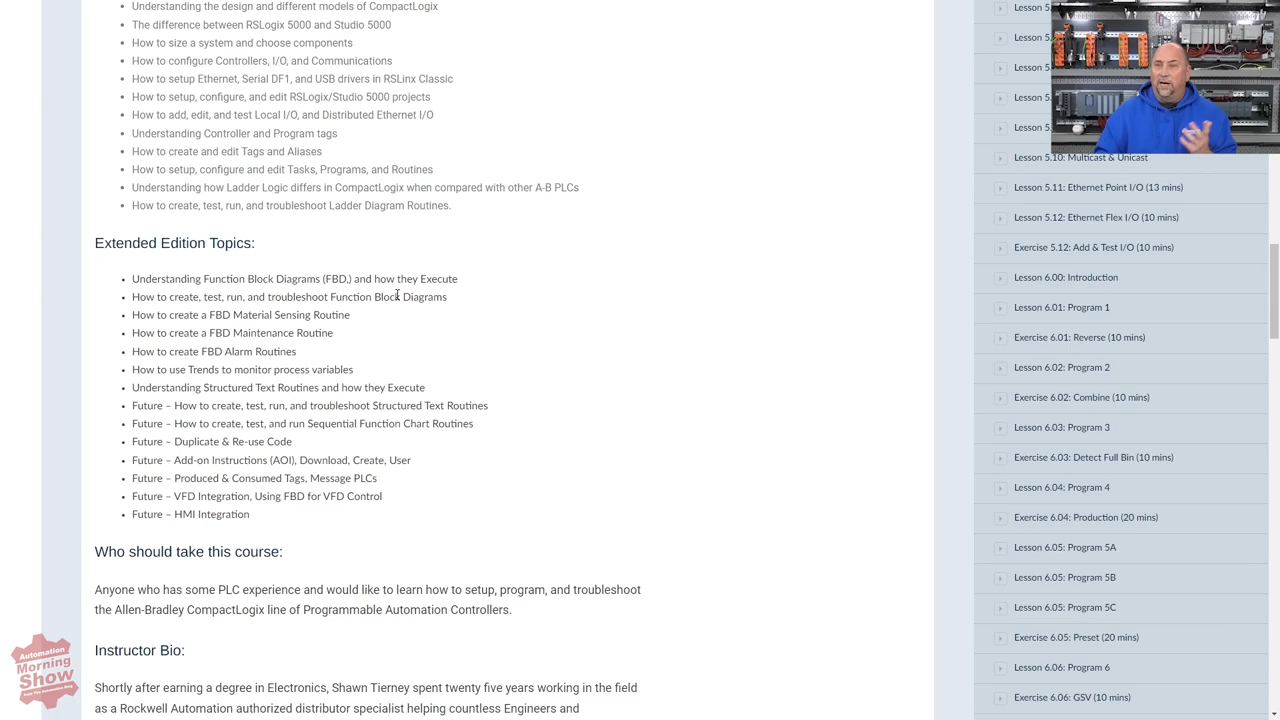 Understanding the design and different models of CompactLogix
The difference between RSLogix 5000 and Studio 5000
How to size a system and choose components
How to configure Controllers, I/O, and Communications
How to setup Ethernet, Serial DF1, and USB drivers in RSLinx Classic
How to setup, configure, and edit RSLogix/Studio 5000 projects
How to add, edit, and test Local I/O, and Distributed Ethernet I/O
Understanding Controller and Program tags
How to create and edit Tags and Aliases
How to setup, configure and edit Tasks, Programs, and Routines
Understanding how Ladder Logic differs in CompactLogix when compared with other A-B PLCs
How to create, test, run, and troubleshoot Ladder Diagram Routines.
Extended Edition Topics:
Understanding Function Block Diagrams (FBD,) and how they Execute
How to create, test, run, and troubleshoot Function Block Diagrams
How to create a FBD Material Sensing Routine
How to create a FBD Maintenance Routine
How to create FBD Alarm Routines
How to use Trends to monitor process variables
Understanding Structured Text Routines and how they Execute
Future – How to create, test, run, and troubleshoot Structured Text Routines
Future – How to create, test, and run Sequential Function Chart Routines
Future – Duplicate & Re-use Code
Future – Add-on Instructions (AOI), Download, Create, User
Future – Produced & Consumed Tags, Message PLCs
Future – VFD Integration, Using FBD for VFD Control
Future – HMI Integration
Who should take this course:
Anyone who has some PLC experience and would like to learn how to setup, program, and troubleshoot
the Allen-Bradley CompactLogix line of Programmable Automation Controllers.
Instructor Bio:
Shortly after earning a degree in Electronics, Shawn Tierney spent twenty five years working in the field
as a Rockwell Automation authorized distributor specialist helping countless Engineers and
Automation
Morning
Show
From The Automation Blog
Lesson 5
Lesson 5.
Lesson 5.
Lesson 5.
Lesson 5.
Lesson 5.10: Multicast & Unicast
Lesson 5.11: Ethernet Point I/O (13 mins)
Lesson 5.12: Ethernet Flex I/O (10 mins)
Exercise 5.12: Add & Test I/O (10 mins)
Lesson 6.00: Introduction
Lesson 6.01: Program 1
Exercise 6.01: Reverse (10 mins)
Lesson 6.02: Program 2
Exercise 6.02: Combine (10 mins)
Lesson 6.03: Program 3
Exercise 6.03: Detect Full Bin (10 mins)
Lesson 6.04: Program 4
Exercise 6.04: Production (20 mins)
Lesson 6.05: Program 5A
Lesson 6.05: Program 5B
Lesson 6.05: Program 5C
Exercise 6.05: Preset (20 mins)
Lesson 6.06: Program 6
Exercise 6.06: GSV (10 mins)